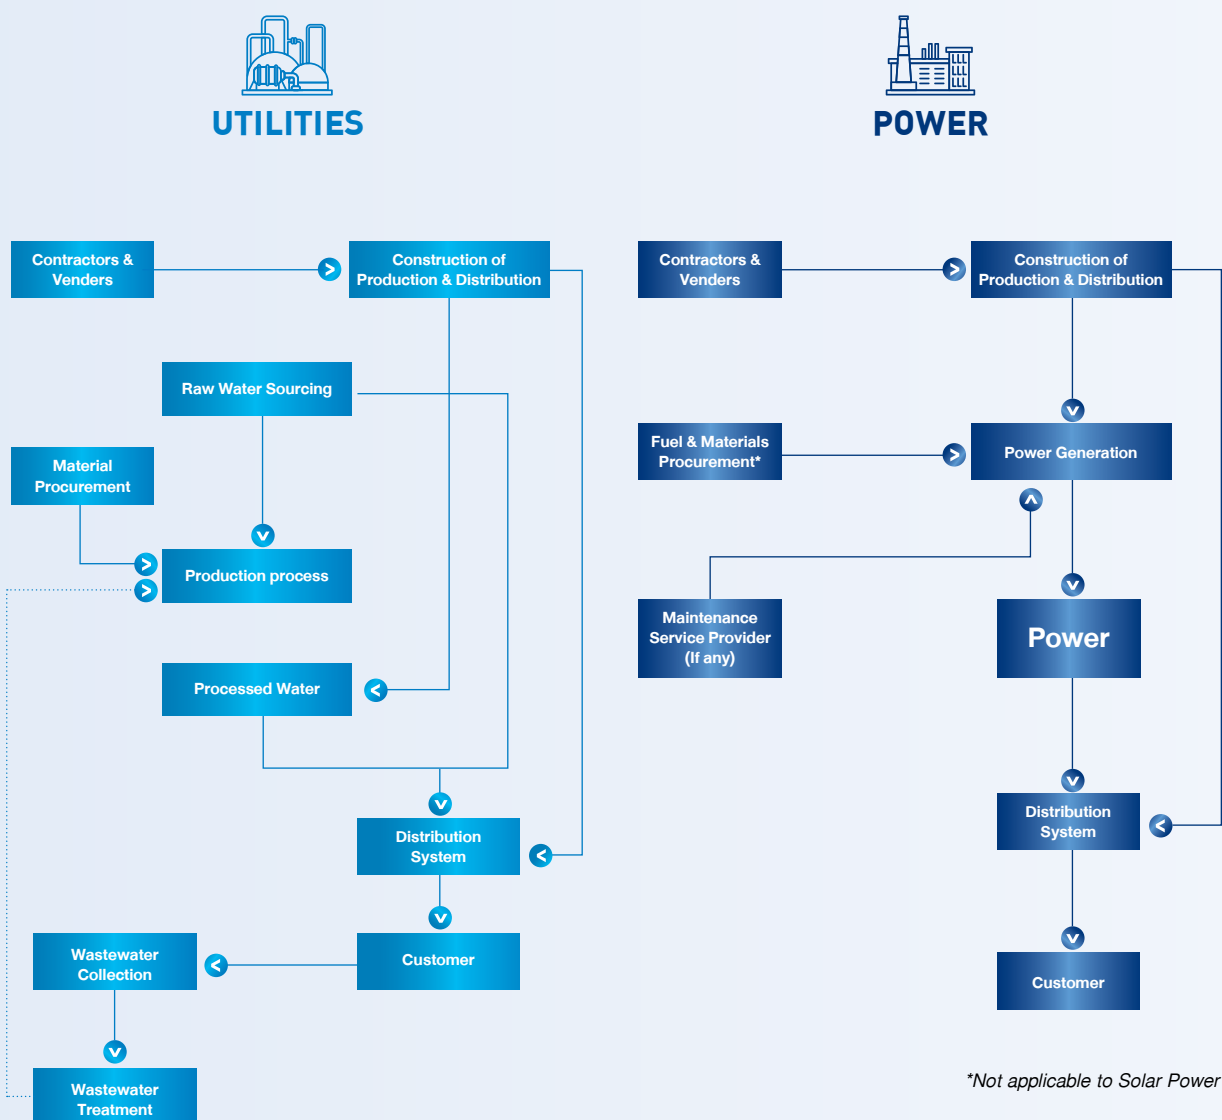 UTILITIES
Contractors &
Venders
Construction of
Production & Distribution
Raw Water Sourcing
Material
Procurement
Production process
Processed Water
Distribution
System
Customer
Wastewater
Collection
Wastewater
Treatment
POWER
Contractors &
Venders
Construction of
Production & Distribution
Fuel & Materials
Procurement*
Power Generation
Maintenance
Service Provider
(If any)
Power
Distribution
System
Customer
*Not applicable to Solar Power